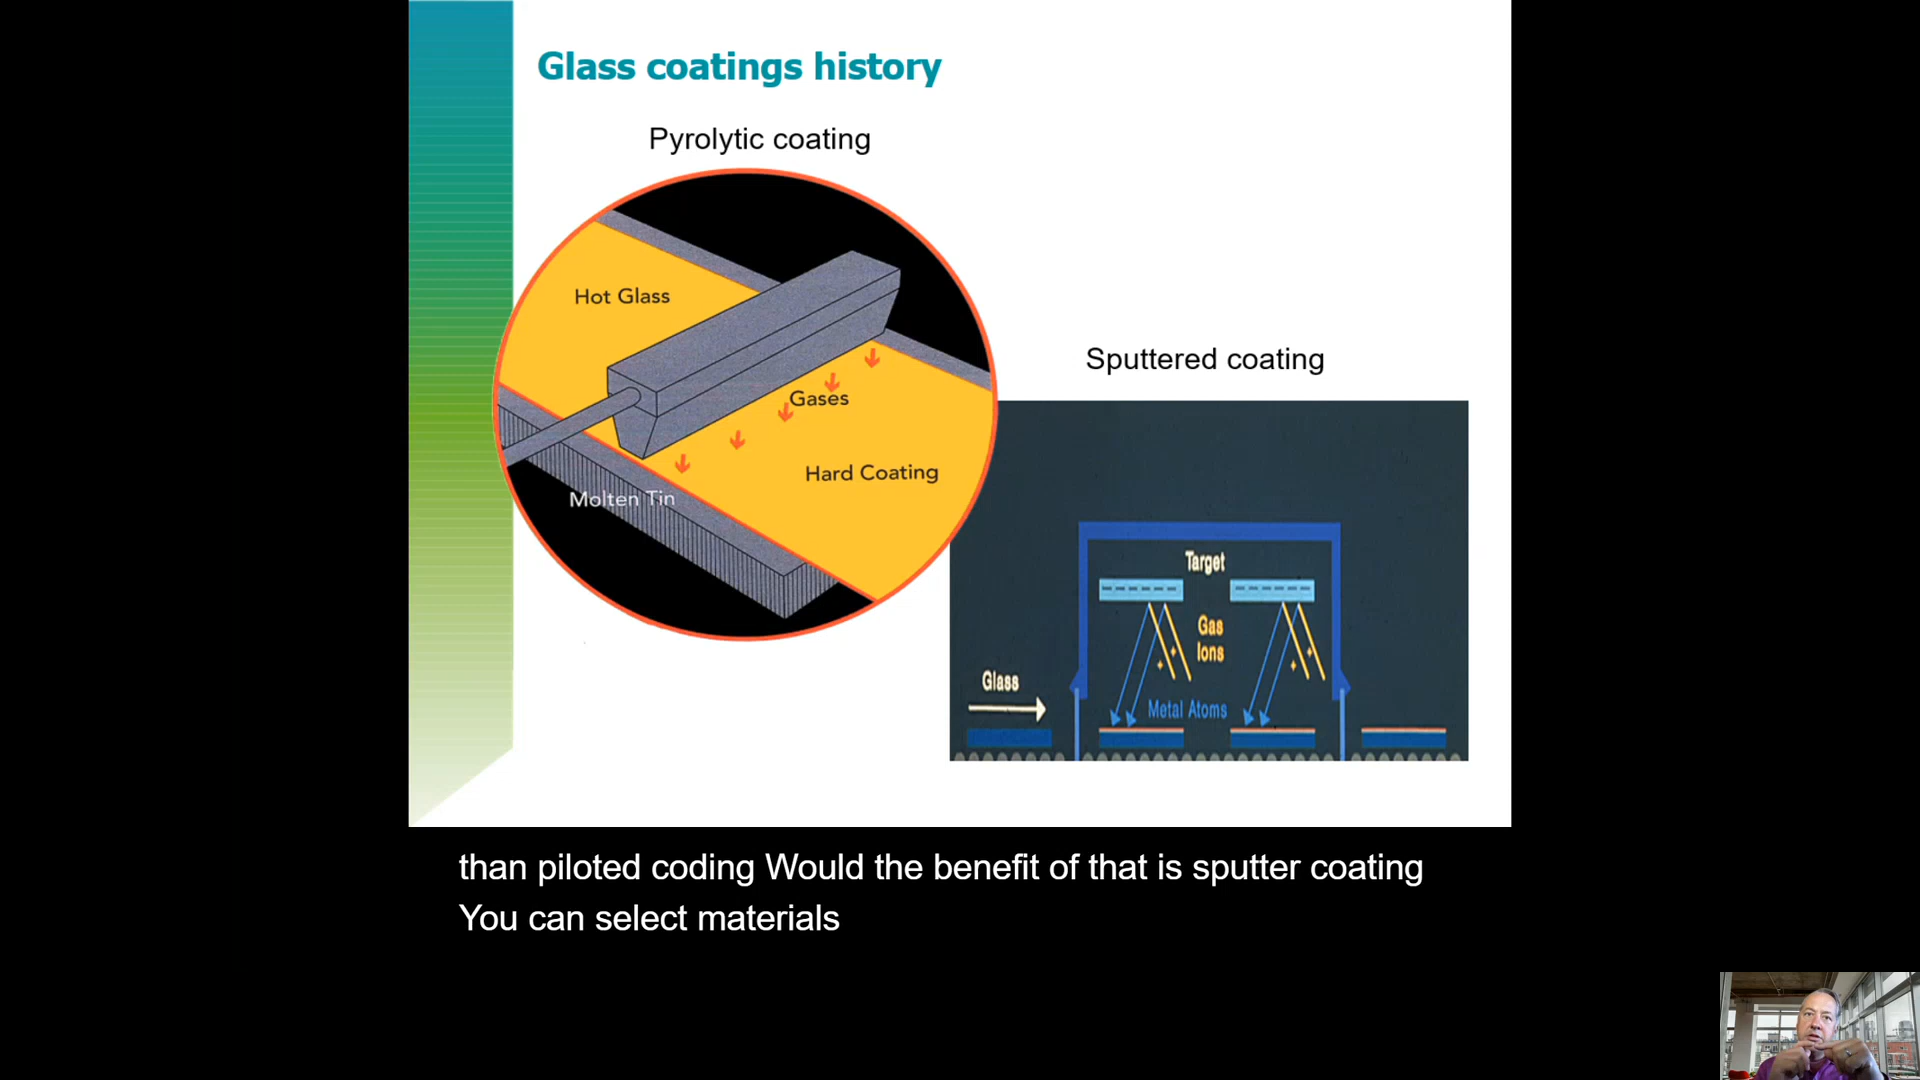 Glass coatings history
Pyrolytic coating
Hot Glass
Gases
Hard Coating
Molten Tin
Sputtered coating
Target
Gas
Ions
Glass
Metal Atoms
than piloted coding Would the benefit of that is sputter coating
You can select materials